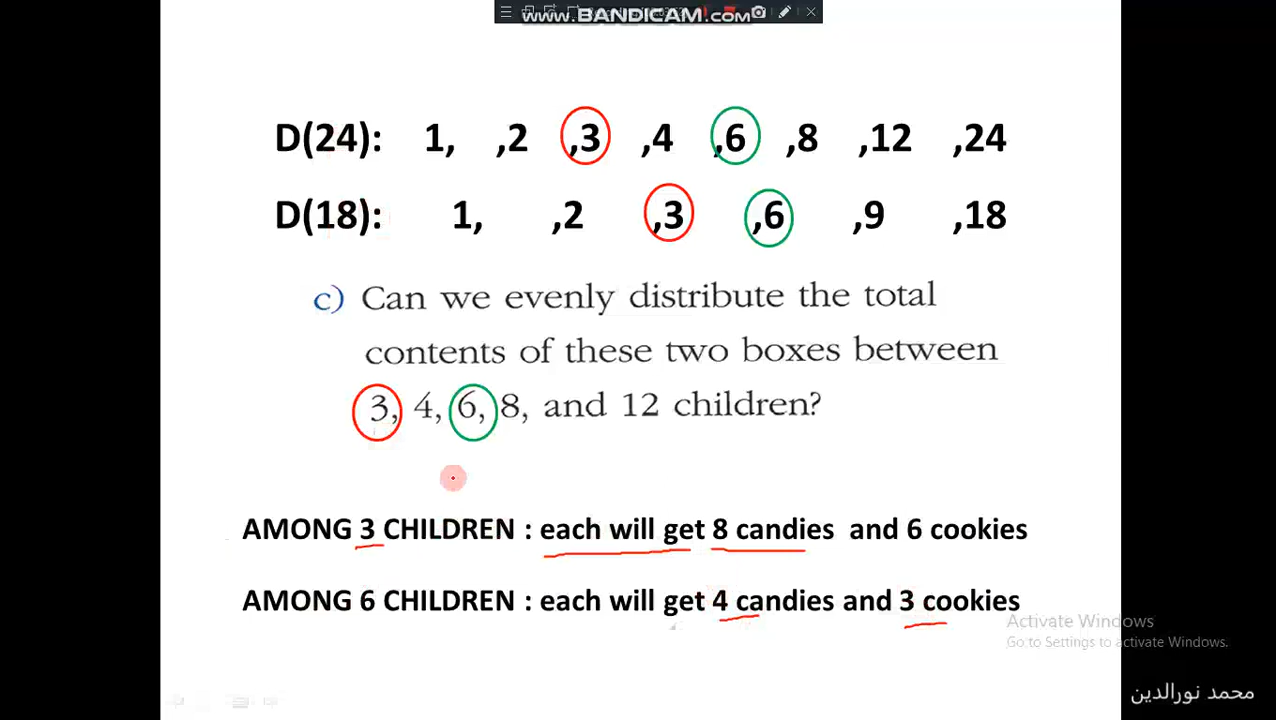 WWW.BANDICAM.COM
D(24): 1, ,2 ,3 ,4 ,6 ,8 ,12 ,24
D(18): 1, ,2 ,3 ,6 ,9 ,18
c) Can we evenly distribute the total
contents of these two boxes between
3, 4, 6, 8, and 12 children?
AMONG 3 CHILDREN : each will get 8 candies and 6 cookies
AMONG 6 CHILDREN : each will get 4 candies and 3 cookies
Activate Windows
Go to Settings to activate Windows.
محمد نورالدين